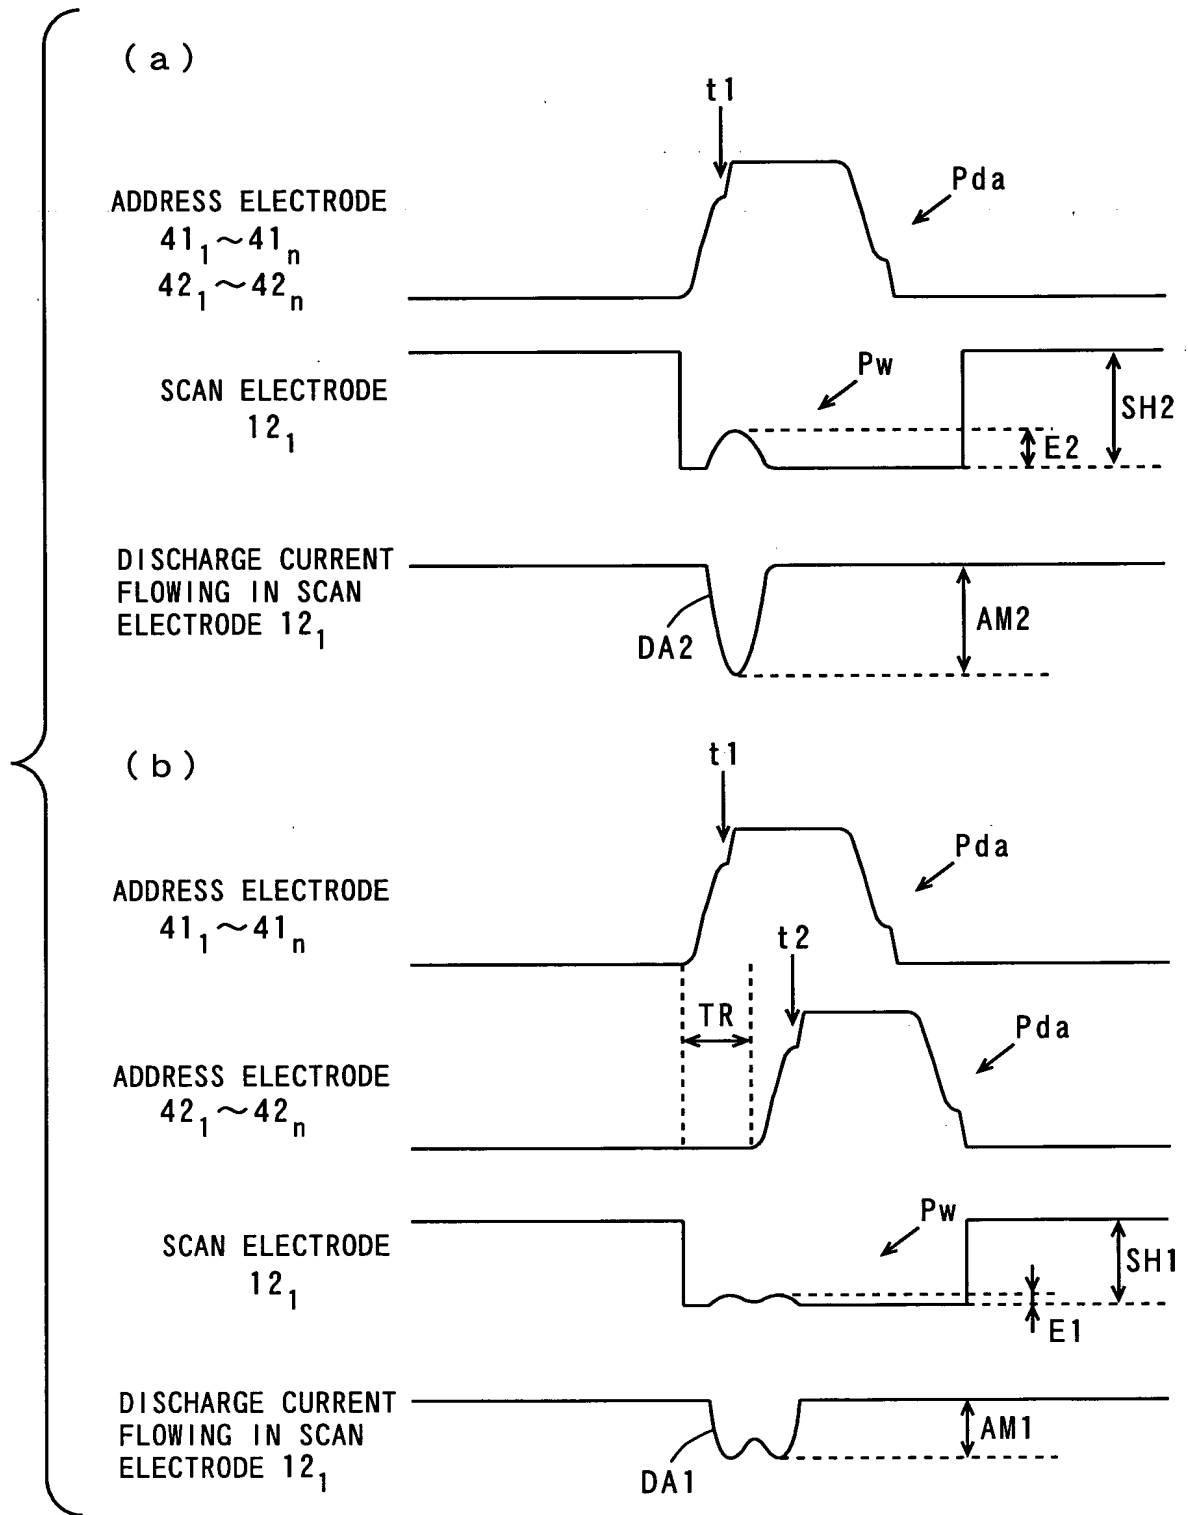 (a)
t1
Pda
ADDRESS ELECTRODE
41₁～41ₙ
42₁～42ₙ
Pw
SCAN ELECTRODE
12₁
SH2
E2
DISCHARGE CURRENT
FLOWING IN SCAN
ELECTRODE 12₁
DA2
AM2
(b)
t1
Pda
ADDRESS ELECTRODE
41₁～41ₙ
t2
TR
Pda
ADDRESS ELECTRODE
42₁～42ₙ
Pw
SCAN ELECTRODE
12₁
SH1
E1
DISCHARGE CURRENT
FLOWING IN SCAN
ELECTRODE 12₁
DA1
AM1